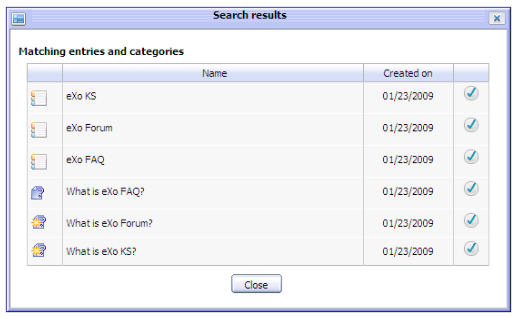 Search results
Matching entries and categories
Name Created on
eXo KS 01/23/2009
eXo Forum 01/23/2009
eXo FAQ 01/23/2009
What is eXo FAQ? 01/23/2009
What is eXo Forum? 01/23/2009
What is eXo KS? 01/23/2009
Close